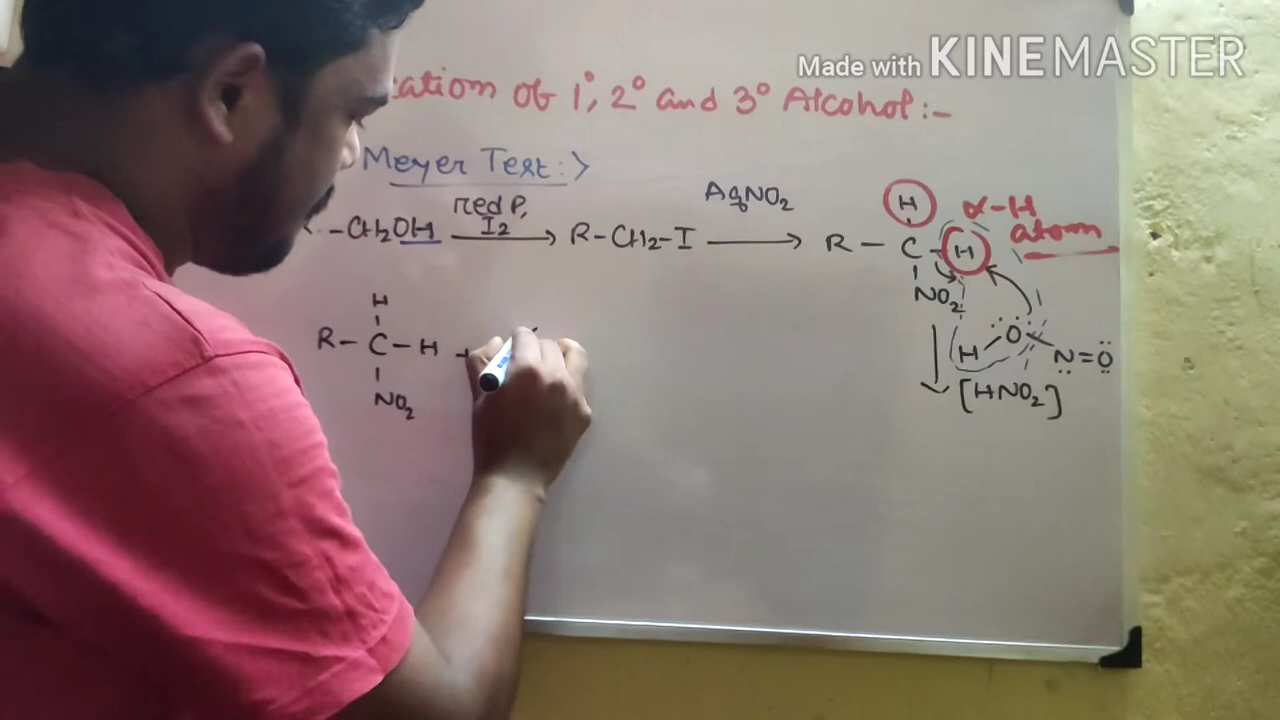 Made with KINEMASTER
cation of 1°, 2° and 3° Alcohol:-
Meyer Test:>
-CH2OH red P, I2 → R-CH2-I AgNO2 → R - C - H
H
NO2
α-H
atom
H O N=O
[HNO2]
H
R-C-H +
NO2